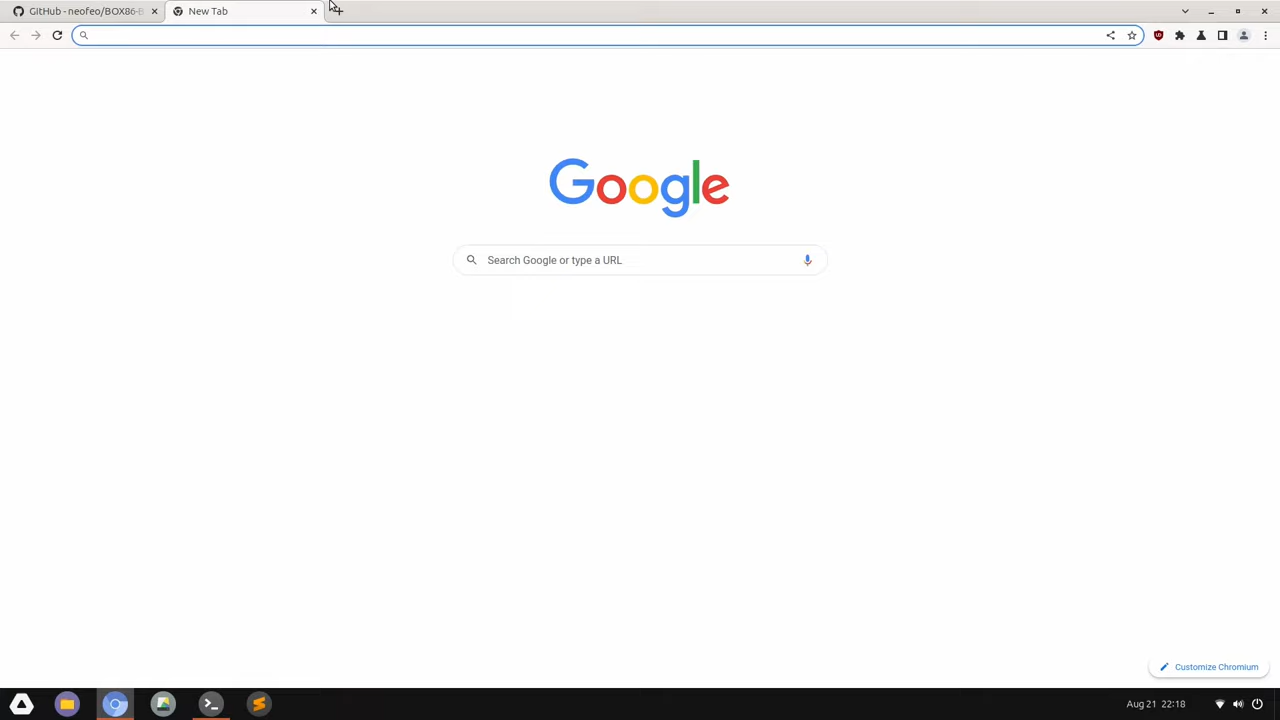 GitHub - neofeo/BOX86-B
New Tab
Google
Search Google or type a URL
Customize Chromium
Aug 21 22:18